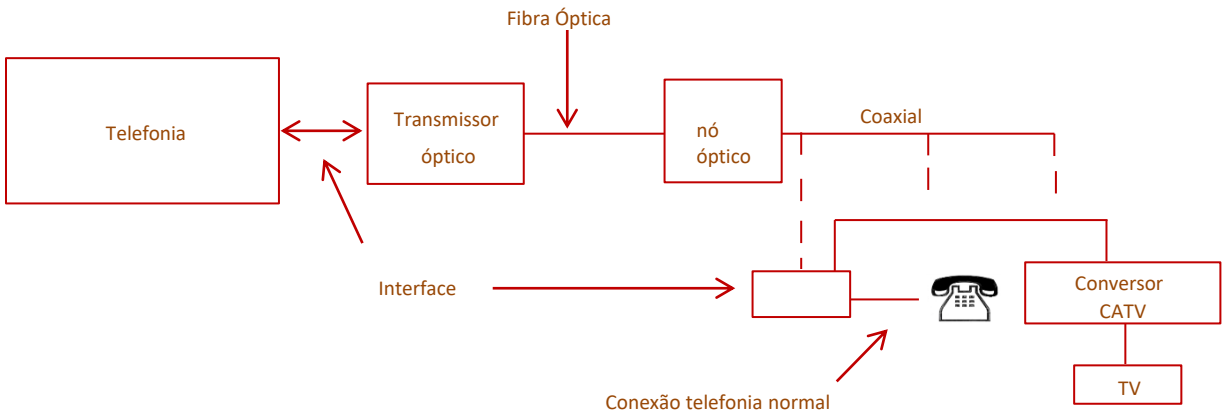 Fibra Óptica
Telefonia
Transmissor
óptico
nó
óptico
Coaxial
Interface
Conversor
CATV
TV
Conexão telefonia normal